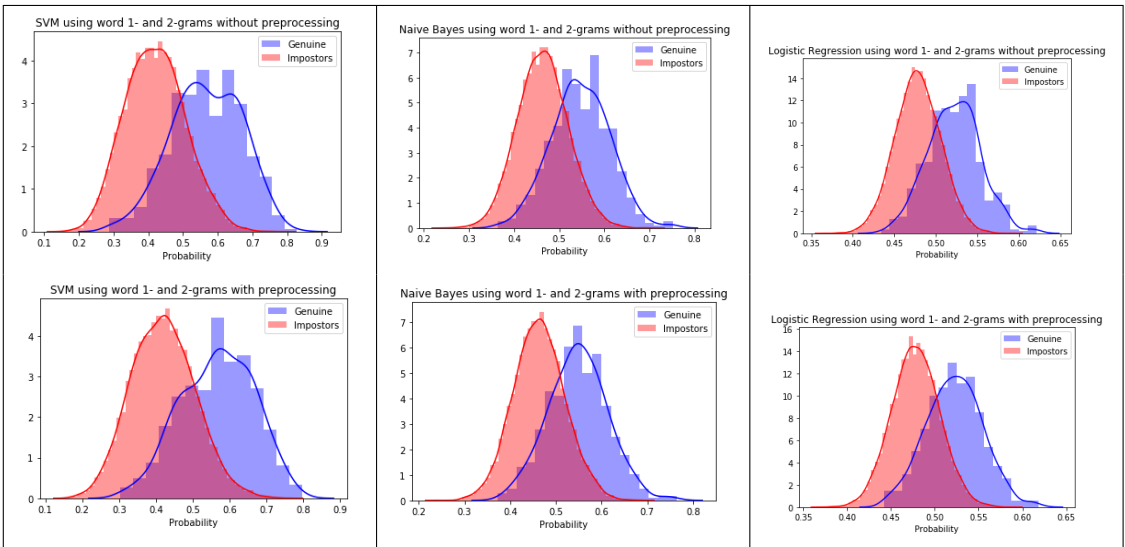 SVM using word 1- and 2-grams without preprocessing
Genuine
Impostors
4
3
2
1
0
0.1 0.2 0.3 0.4 0.5 0.6 0.7 0.8 0.9
Probability
Naive Bayes using word 1- and 2-grams without preprocessing
Genuine
Impostors
7
6
5
4
3
2
1
0
0.2 0.3 0.4 0.5 0.6 0.7 0.8
Probability
Logistic Regression using word 1- and 2-grams without preprocessing
Genuine
Impostors
14
12
10
8
6
4
2
0
0.35 0.40 0.45 0.50 0.55 0.60 0.65
Probability
SVM using word 1- and 2-grams with preprocessing
Genuine
Impostors
4
3
2
1
0
0.1 0.2 0.3 0.4 0.5 0.6 0.7 0.8 0.9
Probability
Naive Bayes using word 1- and 2-grams with preprocessing
Genuine
Impostors
7
6
5
4
3
2
1
0
0.2 0.3 0.4 0.5 0.6 0.7 0.8
Probability
Logistic Regression using word 1- and 2-grams with preprocessing
Genuine
Impostors
16
14
12
10
8
6
4
2
0
0.35 0.40 0.45 0.50 0.55 0.60 0.65
Probability